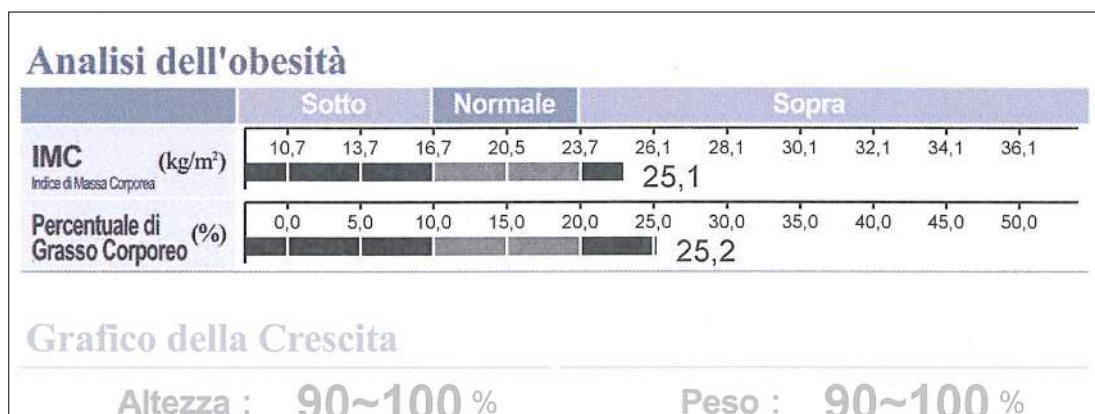 Analisi dell'obesità
Sotto Normale Sopra
IMC (kg/m²)
Indice di Massa Corporea
10,7 13,7 16,7 20,5 23,7 26,1 28,1 30,1 32,1 34,1 36,1
25,1
Percentuale di
Grasso Corporeo (%)
0,0 5,0 10,0 15,0 20,0 25,0 30,0 35,0 40,0 45,0 50,0
25,2
Grafico della Crescita
Altezza : 90~100 % Peso : 90~100 %